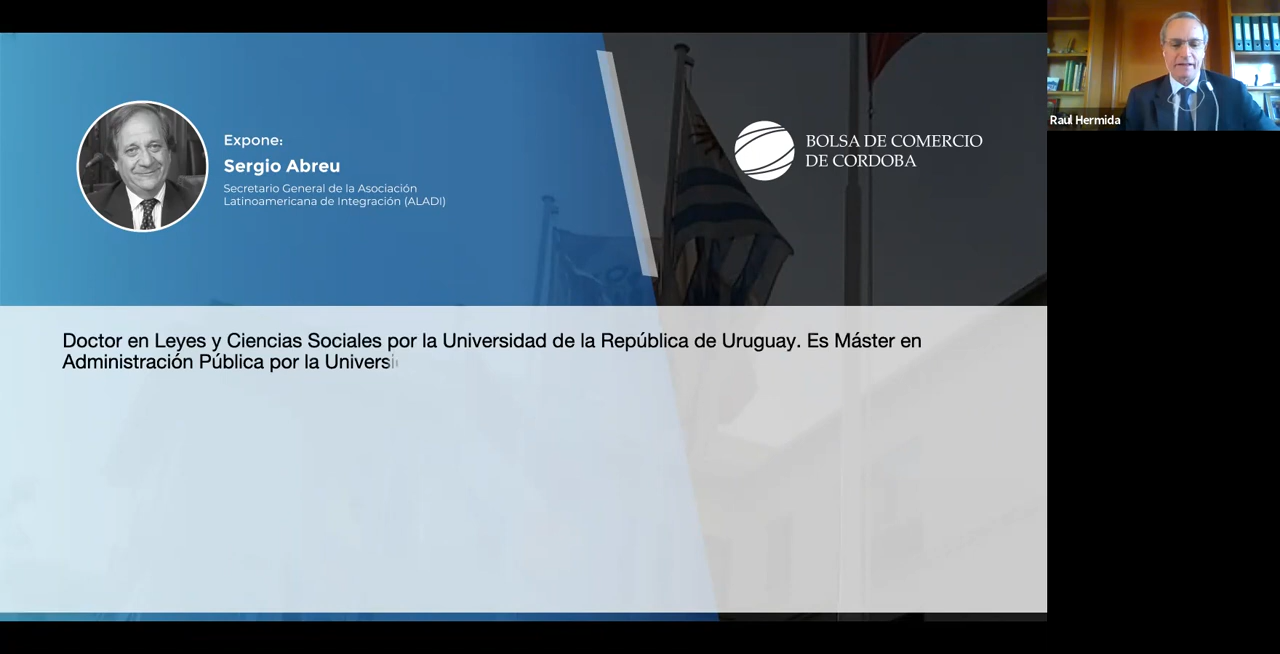 Expone:
Sergio Abreu
Secretario General de la Asociación
Latinoamericana de Integración (ALADI)
BOLSA DE COMERCIO
DE CORDOBA
Raul Hermida
Doctor en Leyes y Ciencias Sociales por la Universidad de la República de Uruguay. Es Máster en
Administración Pública por la Universi